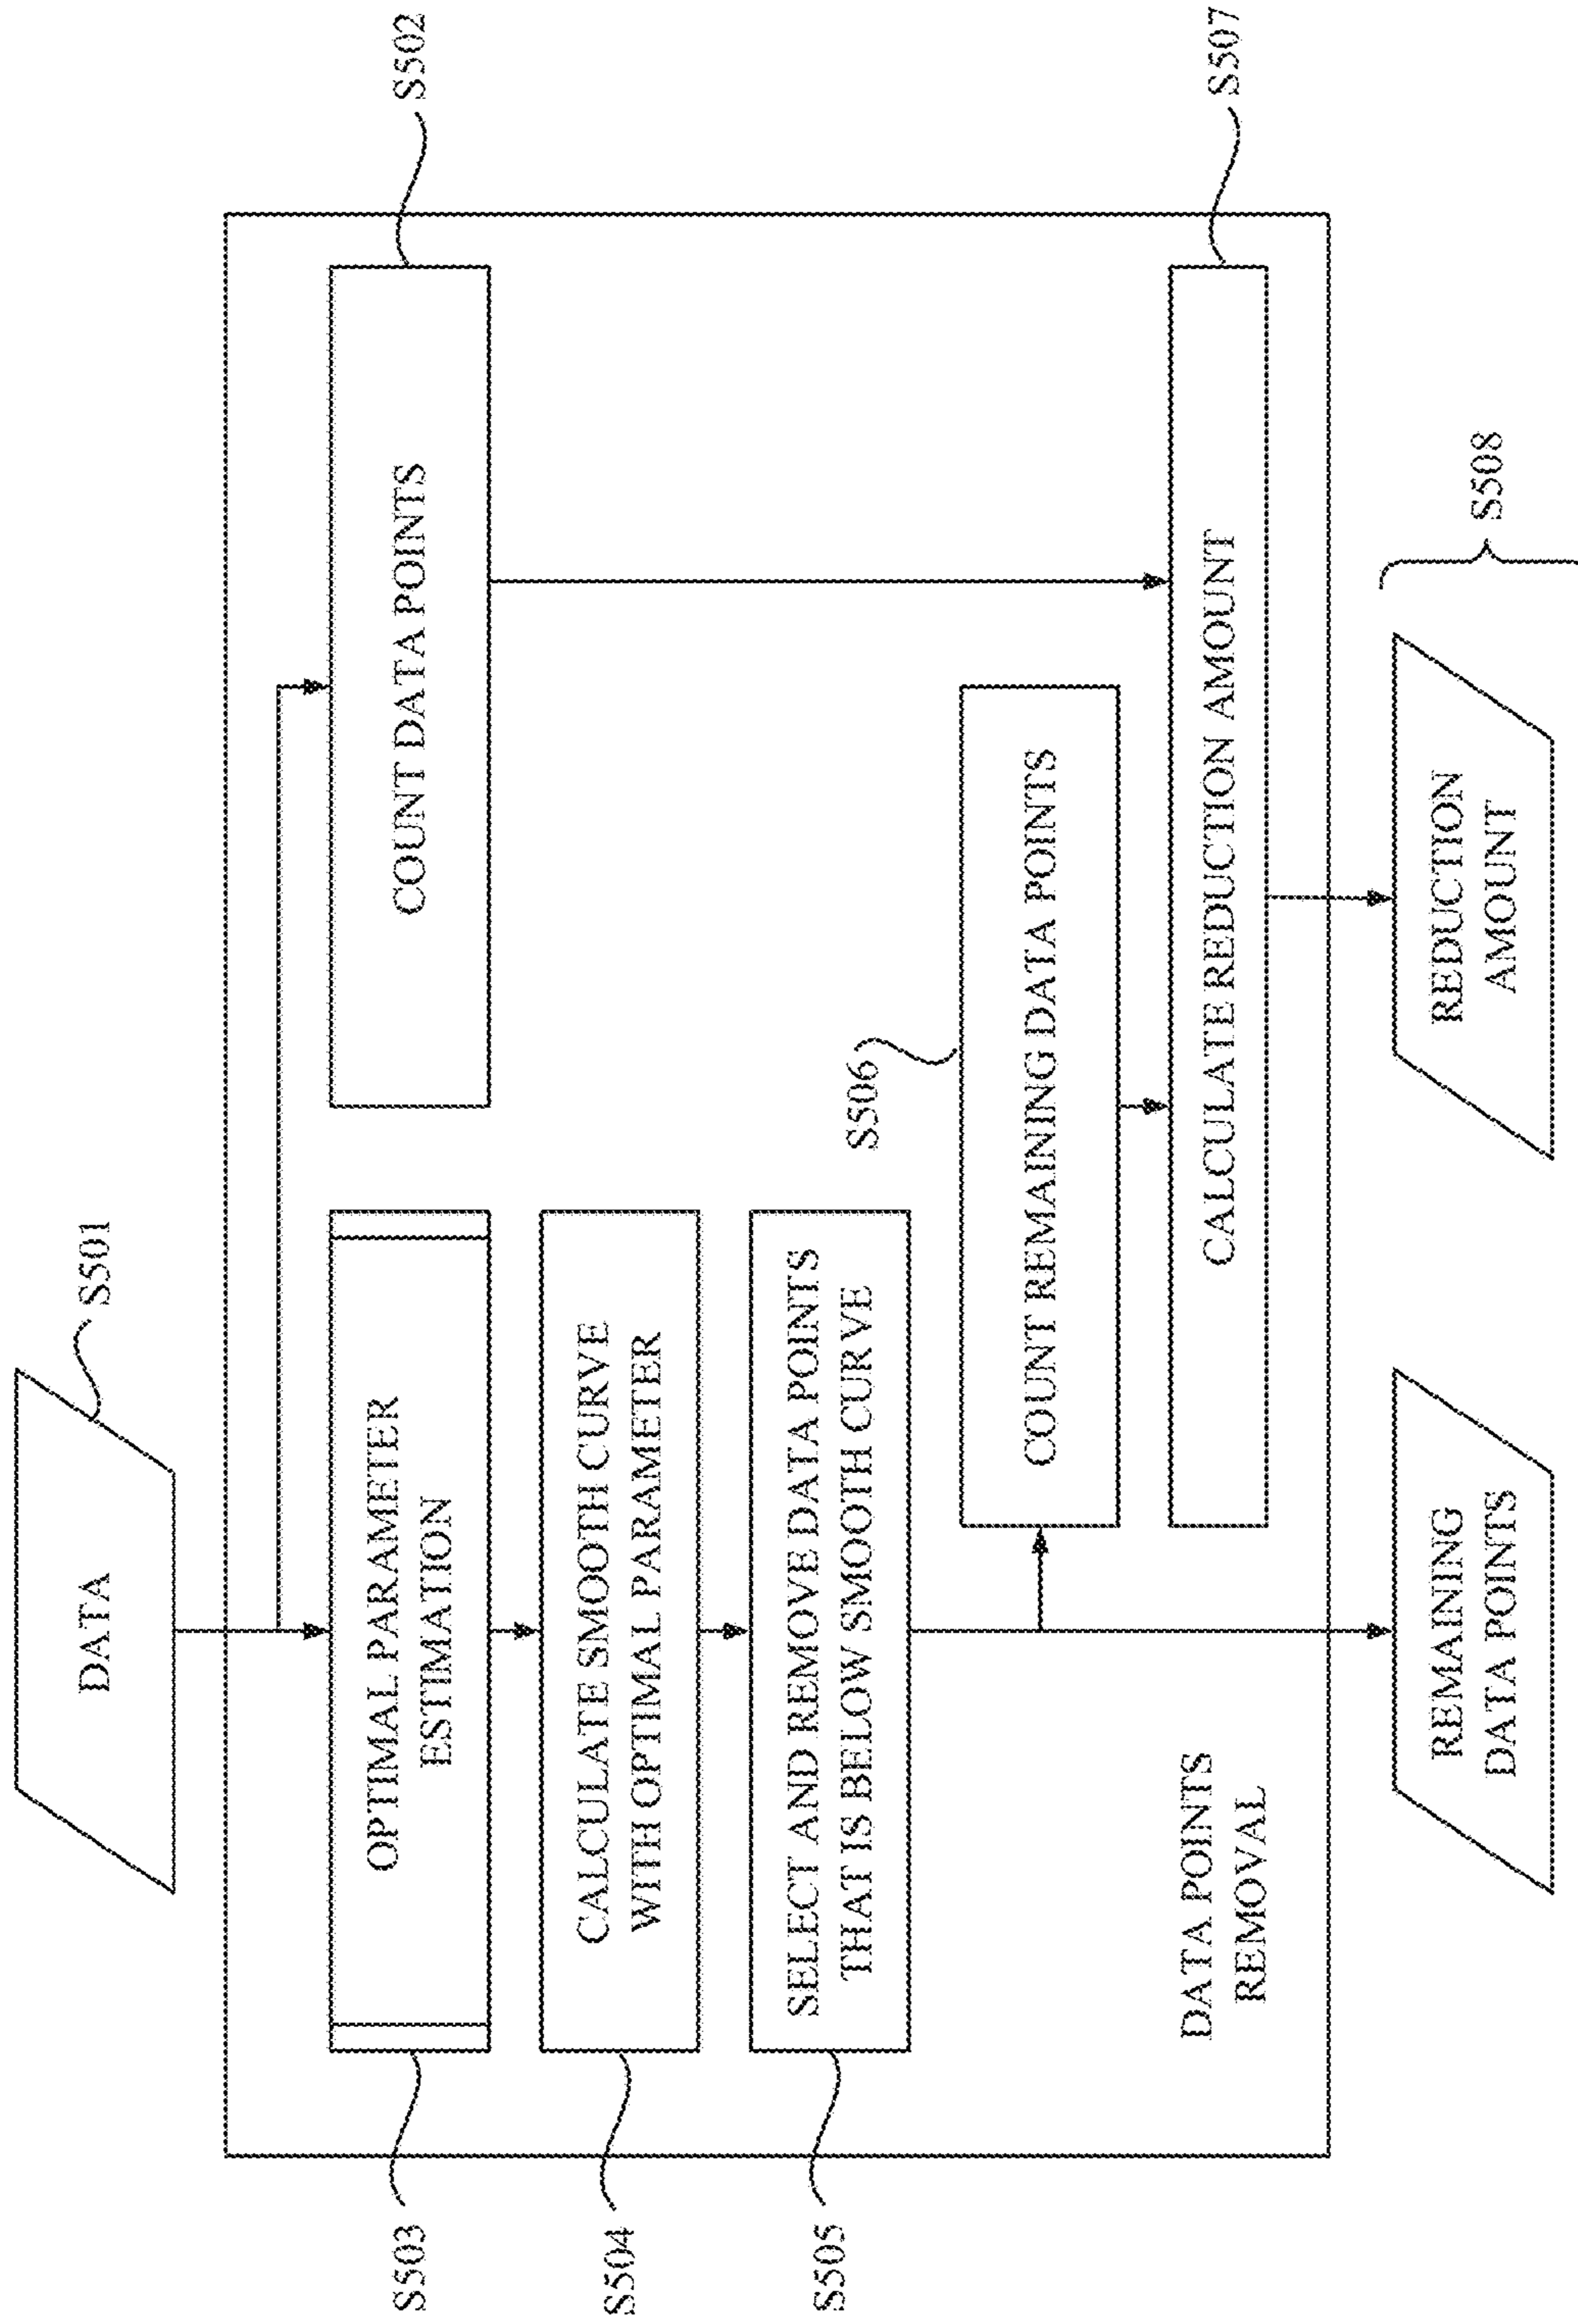 DATA
S501
OPTIMAL PARAMETER
ESTIMATION
S503
COUNT DATA POINTS
S502
CALCULATE SMOOTH CURVE
WITH OPTIMAL PARAMETER
S504
SELECT AND REMOVE DATA POINTS
THAT IS BELOW SMOOTH CURVE
S505
S506
COUNT REMAINING DATA POINTS
CALCULATE REDUCTION AMOUNT
S507
DATA POINTS
REMOVAL
REMAINING
DATA POINTS
REDUCTION
AMOUNT
S508